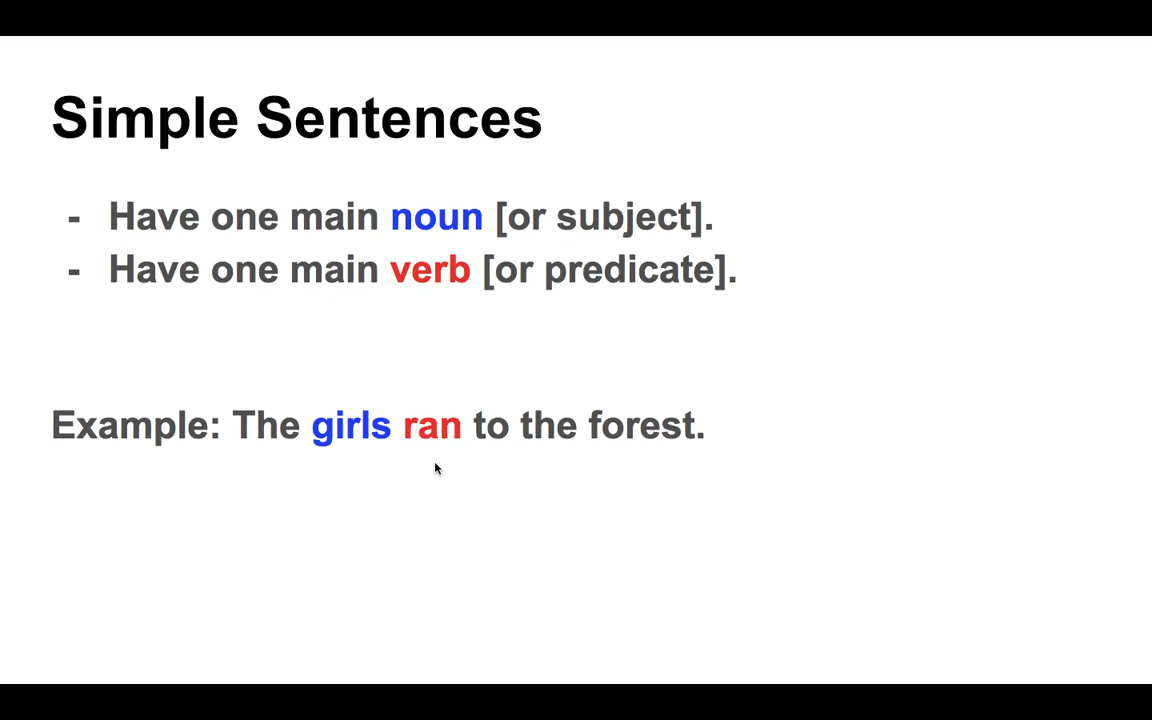 Simple Sentences
- Have one main noun [or subject].
- Have one main verb [or predicate].
Example: The girls ran to the forest.